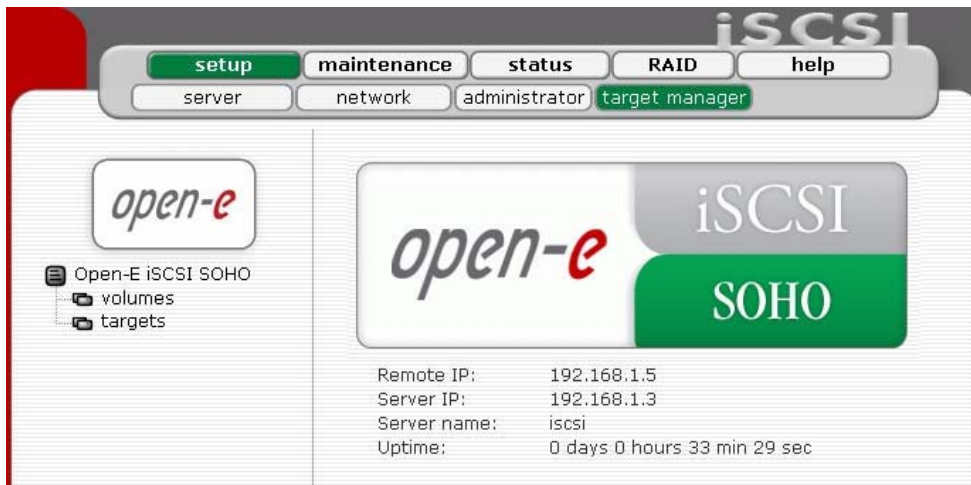 iSCSI
setup maintenance status RAID help
server network administrator target manager
open-e
Open-E iSCSI SOHO
volumes
targets
open-e
iSCSI
SOHO
Remote IP: 192.168.1.5
Server IP: 192.168.1.3
Server name: iscsi
Uptime: 0 days 0 hours 33 min 29 sec